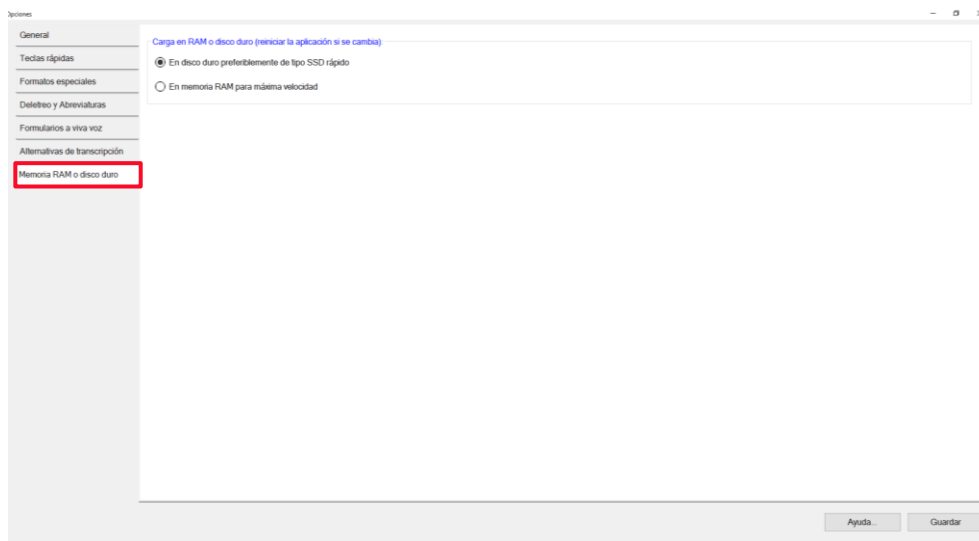 Opciones
General
Teclas rápidas
Formatos especiales
Deletreo y Abreviaturas
Formularios a viva voz
Alternativas de transcripción
Memoria RAM o disco duro
Carga en RAM o disco duro (reiniciar la aplicación si se cambia)
En disco duro preferiblemente de tipo SSD rápido
En memoria RAM para máxima velocidad
Ayuda...
Guardar